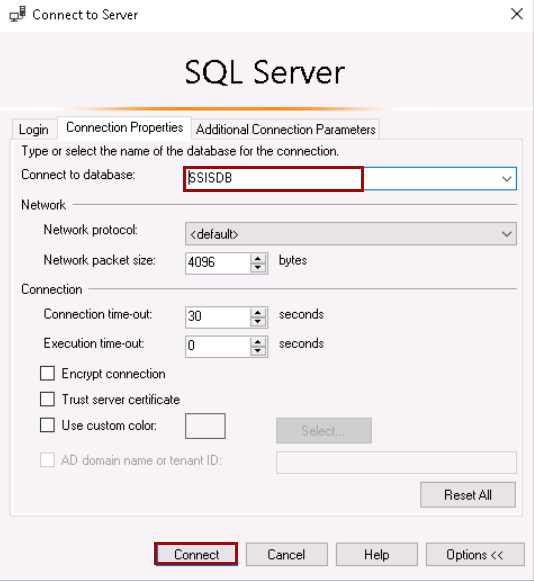 Connect to Server
SQL Server
Login Connection Properties Additional Connection Parameters
Type or select the name of the database for the connection.
Connect to database: SSISDB
Network
Network protocol: <default>
Network packet size: 4096 bytes
Connection
Connection time-out: 30 seconds
Execution time-out: 0 seconds
Encrypt connection
Trust server certificate
Use custom color: Select...
AD domain name or tenant ID:
Reset All
Connect Cancel Help Options <<